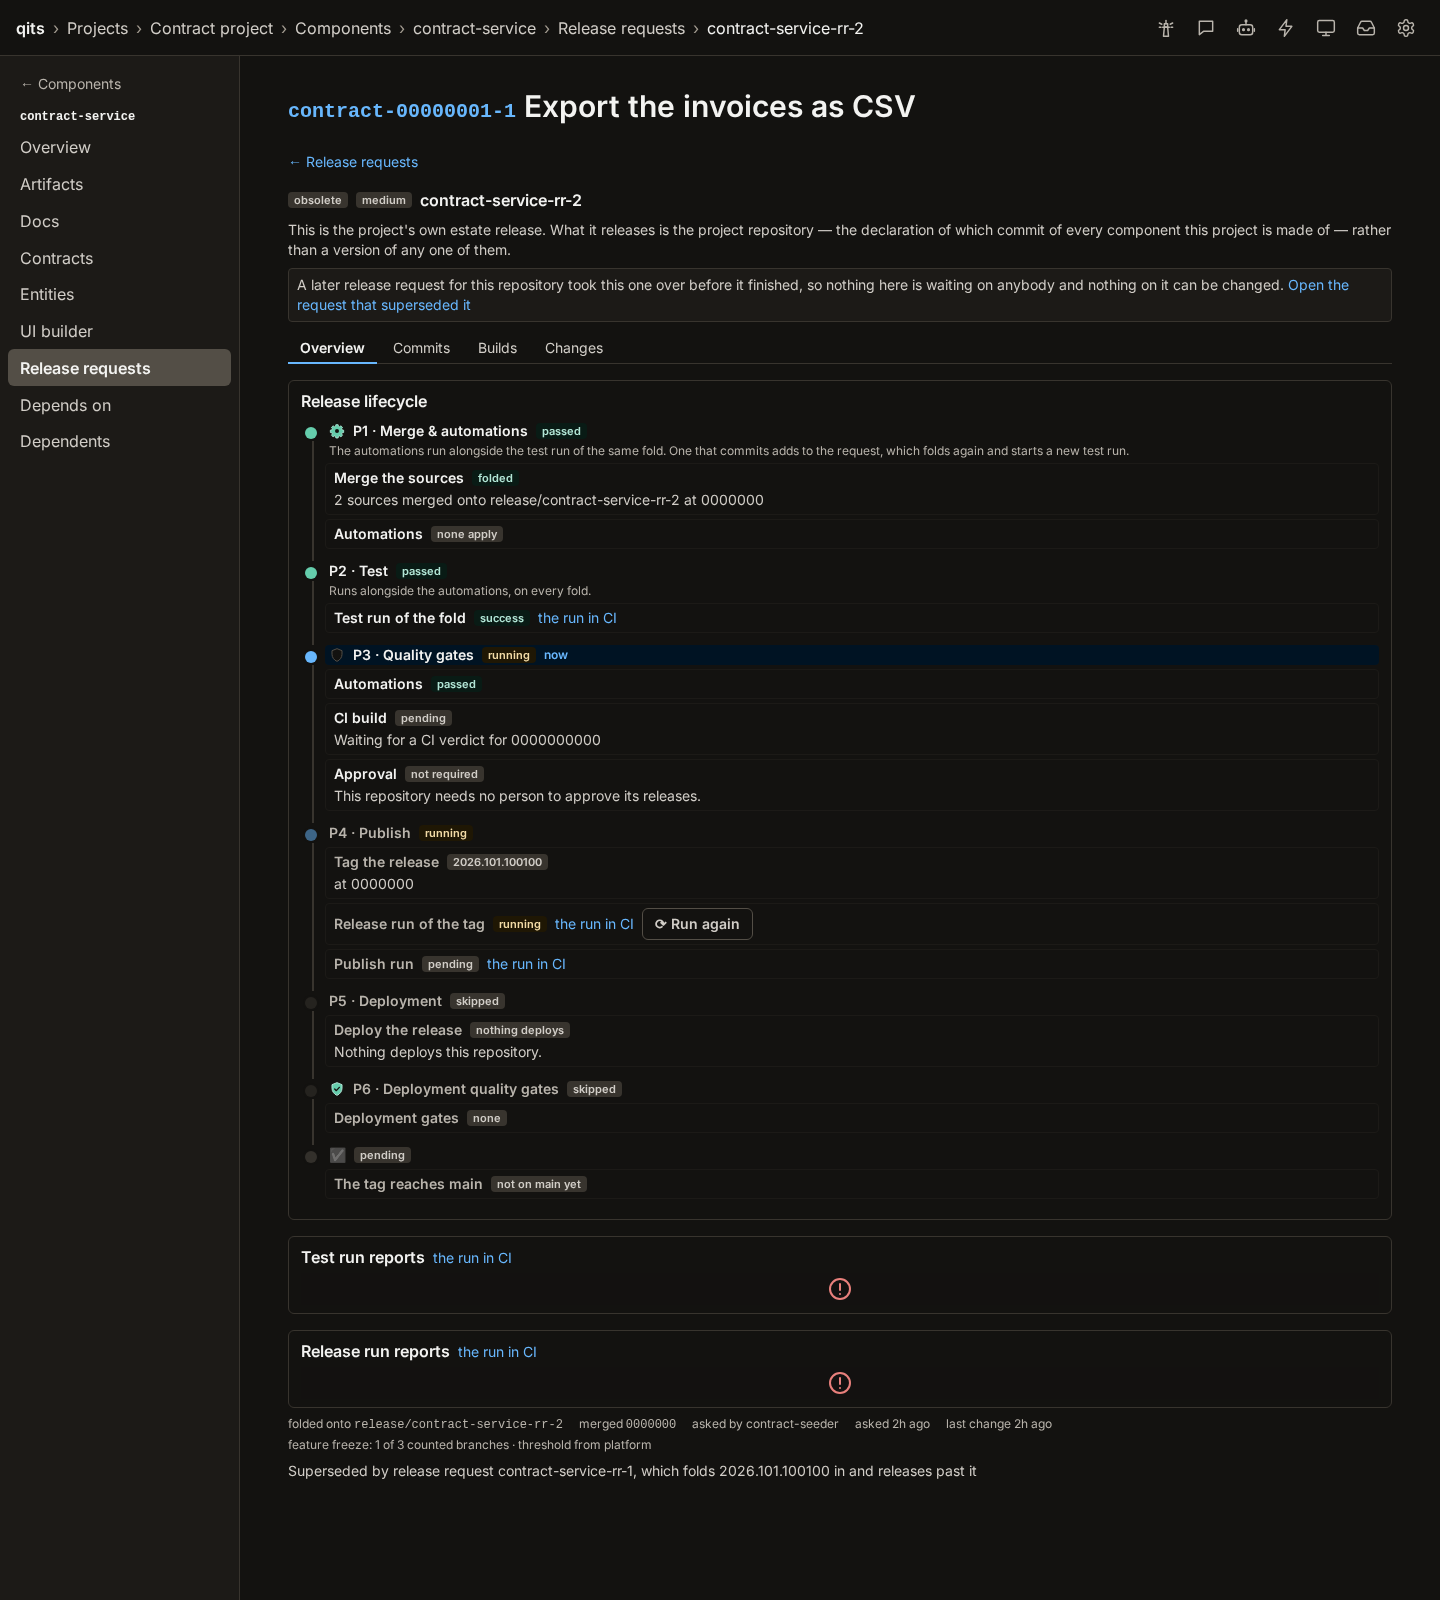 qits › Projects › Contract project › Components › contract-service › Release requests › contract-service-rr-2
← Components
contract-service
Overview
Artifacts
Docs
Contracts
Entities
UI builder
Release requests
Depends on
Dependents
contract-00000001-1 Export the invoices as CSV
← Release requests
obsolete medium contract-service-rr-2
This is the project's own estate release. What it releases is the project repository — the declaration of which commit of every component this project is made of — rather
than a version of any one of them.
A later release request for this repository took this one over before it finished, so nothing here is waiting on anybody and nothing on it can be changed. Open the
request that superseded it
Overview Commits Builds Changes
Release lifecycle
P1 · Merge & automations passed
The automations run alongside the test run of the same fold. One that commits adds to the request, which folds again and starts a new test run.
Merge the sources folded
2 sources merged onto release/contract-service-rr-2 at 0000000
Automations none apply
P2 · Test passed
Runs alongside the automations, on every fold.
Test run of the fold success the run in CI
P3 · Quality gates running now
Automations passed
CI build pending
Waiting for a CI verdict for 0000000000
Approval not required
This repository needs no person to approve its releases.
P4 · Publish running
Tag the release 2026.101.100100
at 0000000
Release run of the tag running the run in CI ⟳ Run again
Publish run pending the run in CI
P5 · Deployment skipped
Deploy the release nothing deploys
Nothing deploys this repository.
P6 · Deployment quality gates skipped
Deployment gates none
pending
The tag reaches main not on main yet
Test run reports the run in CI
Release run reports the run in CI
folded onto release/contract-service-rr-2 merged 0000000 asked by contract-seeder asked 2h ago last change 2h ago
feature freeze: 1 of 3 counted branches · threshold from platform
Superseded by release request contract-service-rr-1, which folds 2026.101.100100 in and releases past it